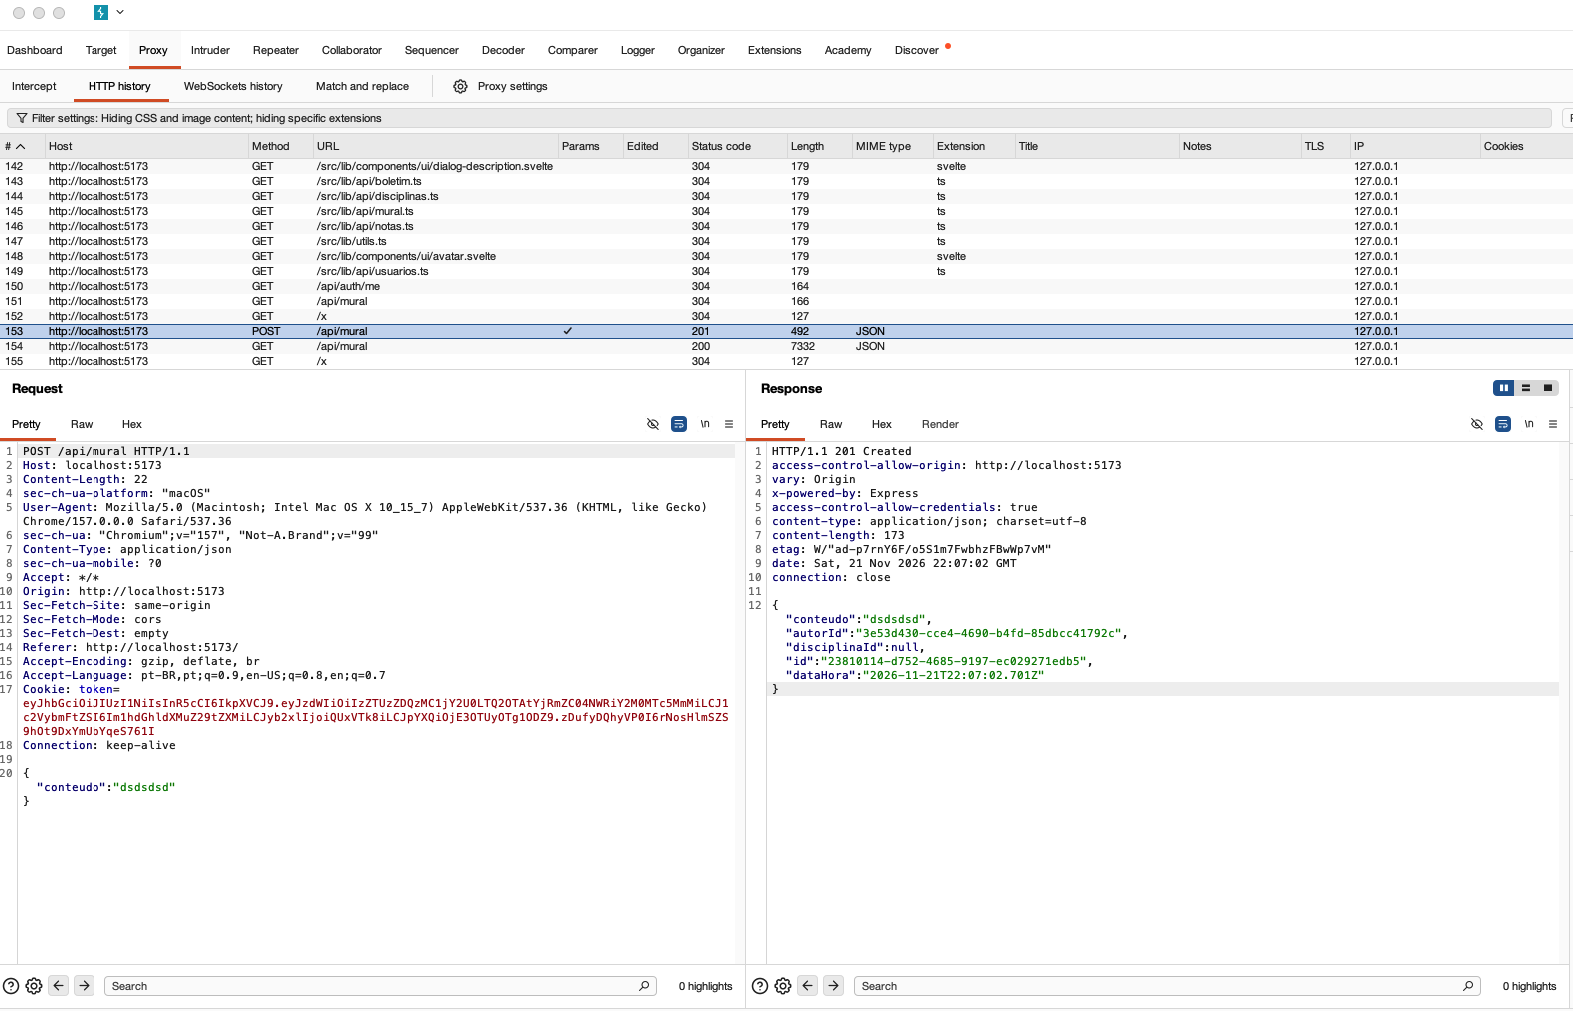 Dashboard Target Proxy Intruder Repeater Collaborator Sequencer Decoder Comparer Logger Organizer Extensions Academy Discover
Intercept HTTP history WebSockets history Match and replace Proxy settings
Filter settings: Hiding CSS and image content; hiding specific extensions
# Host Method URL Params Edited Status code Length MIME type Extension Title Notes TLS IP Cookies
142 http://localhost:5173 GET /src/lib/components/ui/dialog-description.svelte 304 179 svelte 127.0.0.1
143 http://localhost:5173 GET /src/lib/api/boletim.ts 304 179 ts 127.0.0.1
144 http://localhost:5173 GET /src/lib/api/disciplinas.ts 304 179 ts 127.0.0.1
145 http://localhost:5173 GET /src/lib/api/mural.ts 304 179 ts 127.0.0.1
146 http://localhost:5173 GET /src/lib/api/notas.ts 304 179 ts 127.0.0.1
147 http://localhost:5173 GET /src/lib/utils.ts 304 179 ts 127.0.0.1
148 http://localhost:5173 GET /src/lib/components/ui/avatar.svelte 304 179 svelte 127.0.0.1
149 http://localhost:5173 GET /src/lib/api/usuarios.ts 304 179 ts 127.0.0.1
150 http://localhost:5173 GET /api/auth/me 304 164 127.0.0.1
151 http://localhost:5173 GET /api/mural 304 166 127.0.0.1
152 http://localhost:5173 GET /x 304 127 127.0.0.1
153 http://localhost:5173 POST /api/mural ✓ 201 492 JSON 127.0.0.1
154 http://localhost:5173 GET /api/mural 200 7332 JSON 127.0.0.1
155 http://localhost:5173 GET /x 304 127 127.0.0.1
Request
Pretty Raw Hex \n
1 POST /api/mural HTTP/1.1
2 Host: localhost:5173
3 Content-Length: 22
4 sec-ch-ua-platform: "macOS"
5 User-Agent: Mozilla/5.0 (Macintosh; Intel Mac OS X 10_15_7) AppleWebKit/537.36 (KHTML, like Gecko)
Chrome/157.0.0.0 Safari/537.36
6 sec-ch-ua: "Chromium";v="157", "Not-A.Brand";v="99"
7 Content-Type: application/json
8 sec-ch-ua-mobile: ?0
9 Accept: */*
10 Origin: http://localhost:5173
11 Sec-Fetch-Site: same-origin
12 Sec-Fetch-Mode: cors
13 Sec-Fetch-Dest: empty
14 Referer: http://localhost:5173/
15 Accept-Encoding: gzip, deflate, br
16 Accept-Language: pt-BR,pt;q=0.9,en-US;q=0.8,en;q=0.7
17 Cookie: token=
eyJhbGciOiJIUzI1NiIsInR5cCI6IkpXVCJ9.eyJzdWIiOiIzZTUzZDQzMC1jY2U0LTQ2OTAtYjRmZC04NWRiY2M0MTc5MmMiLCJ1
c2VybmFtZSI6Im1hdGhldXMuZ29tZXMiLCJyb2xlIjoiQUxVTk8iLCJpYXQiOjE3OTUyOTg1ODZ9.zDufyDQhyVP0I6rNosHlmSZS
9hOt9DxYmUoYqeS761I
18 Connection: keep-alive
19
20 {
"conteudo":"dsdsdsd"
}
Search 0 highlights
Response
Pretty Raw Hex Render \n
1 HTTP/1.1 201 Created
2 access-control-allow-origin: http://localhost:5173
3 vary: Origin
4 x-powered-by: Express
5 access-control-allow-credentials: true
6 content-type: application/json; charset=utf-8
7 content-length: 173
8 etag: W/"ad-p7rnY6F/o5S1m7FwbhzFBwWp7vM"
9 date: Sat, 21 Nov 2026 22:07:02 GMT
10 connection: close
11
12 {
"conteudo":"dsdsdsd",
"autorId":"3e53d430-cce4-4690-b4fd-85dbcc41792c",
"disciplinaId":null,
"id":"23810114-d752-4685-9197-ec029271edb5",
"dataHora":"2026-11-21T22:07:02.701Z"
}
Search 0 highlights